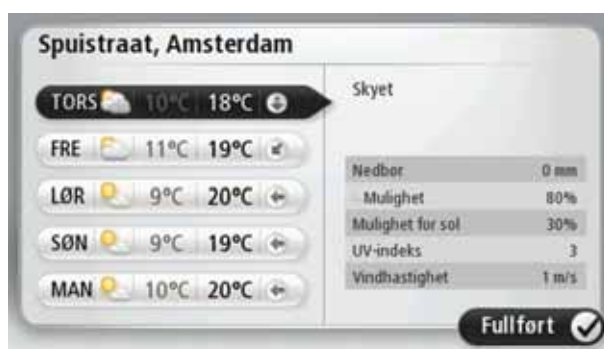 Spuistraat, Amsterdam
TORS 10°C 18°C
FRE 11°C 19°C
LØR 9°C 20°C
SØN 9°C 19°C
MAN 10°C 20°C
Skyet
Nedbør 0 mm
Mulighet 80%
Mulighet for sol 30%
UV-indeks 3
Vindhastighet 1 m/s
Fullført